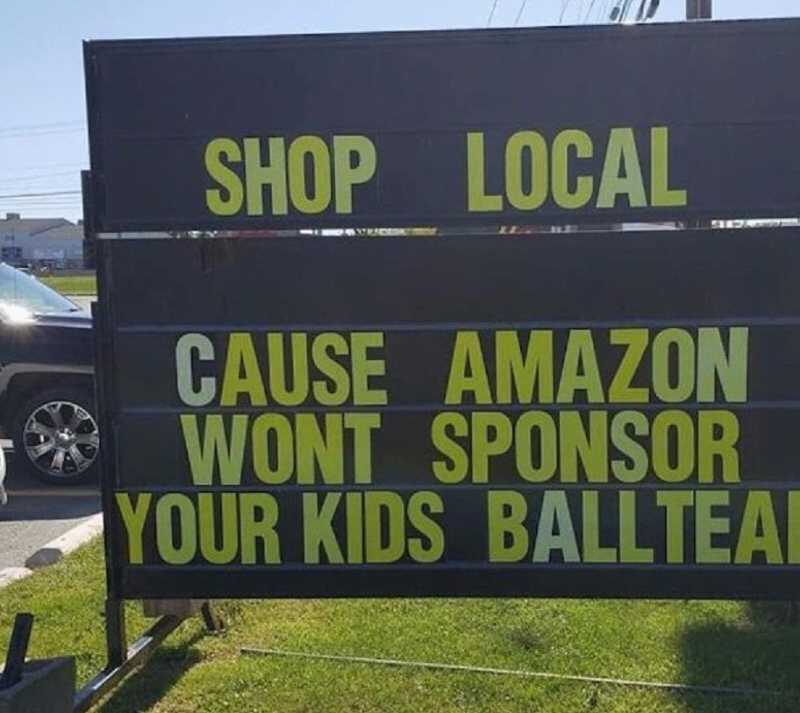 SHOP LOCAL
CAUSE AMAZON
WONT SPONSOR
YOUR KIDS BALLTEA